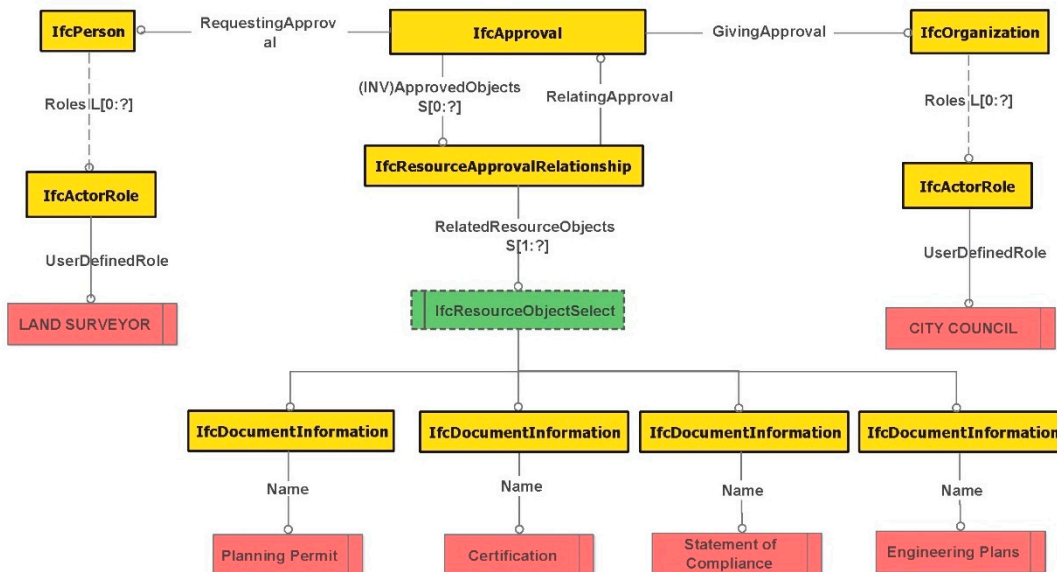 IfcPerson
RequestingApprov
al
IfcApproval
GivingApproval
IfcOrganization
Roles L[0:?]
(INV)ApprovedObjects
S[0:?]
RelatingApproval
Roles L[0:?]
IfcActorRole
IfcResourceApprovalRelationship
IfcActorRole
UserDefinedRole
RelatedResourceObjects
S[1:?]
UserDefinedRole
LAND SURVEYOR
IfcResourceObjectSelect
CITY COUNCIL
IfcDocumentInformation
IfcDocumentInformation
IfcDocumentInformation
IfcDocumentInformation
Name
Name
Name
Name
Planning Permit
Certification
Statement of
Compliance
Engineering Plans